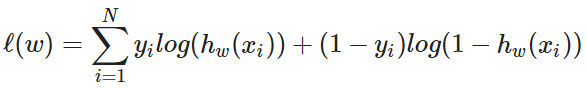 ℓ(w) = ∑_{i=1}^{N} y_i log(h_w(x_i)) + (1 − y_i)log(1 − h_w(x_i))